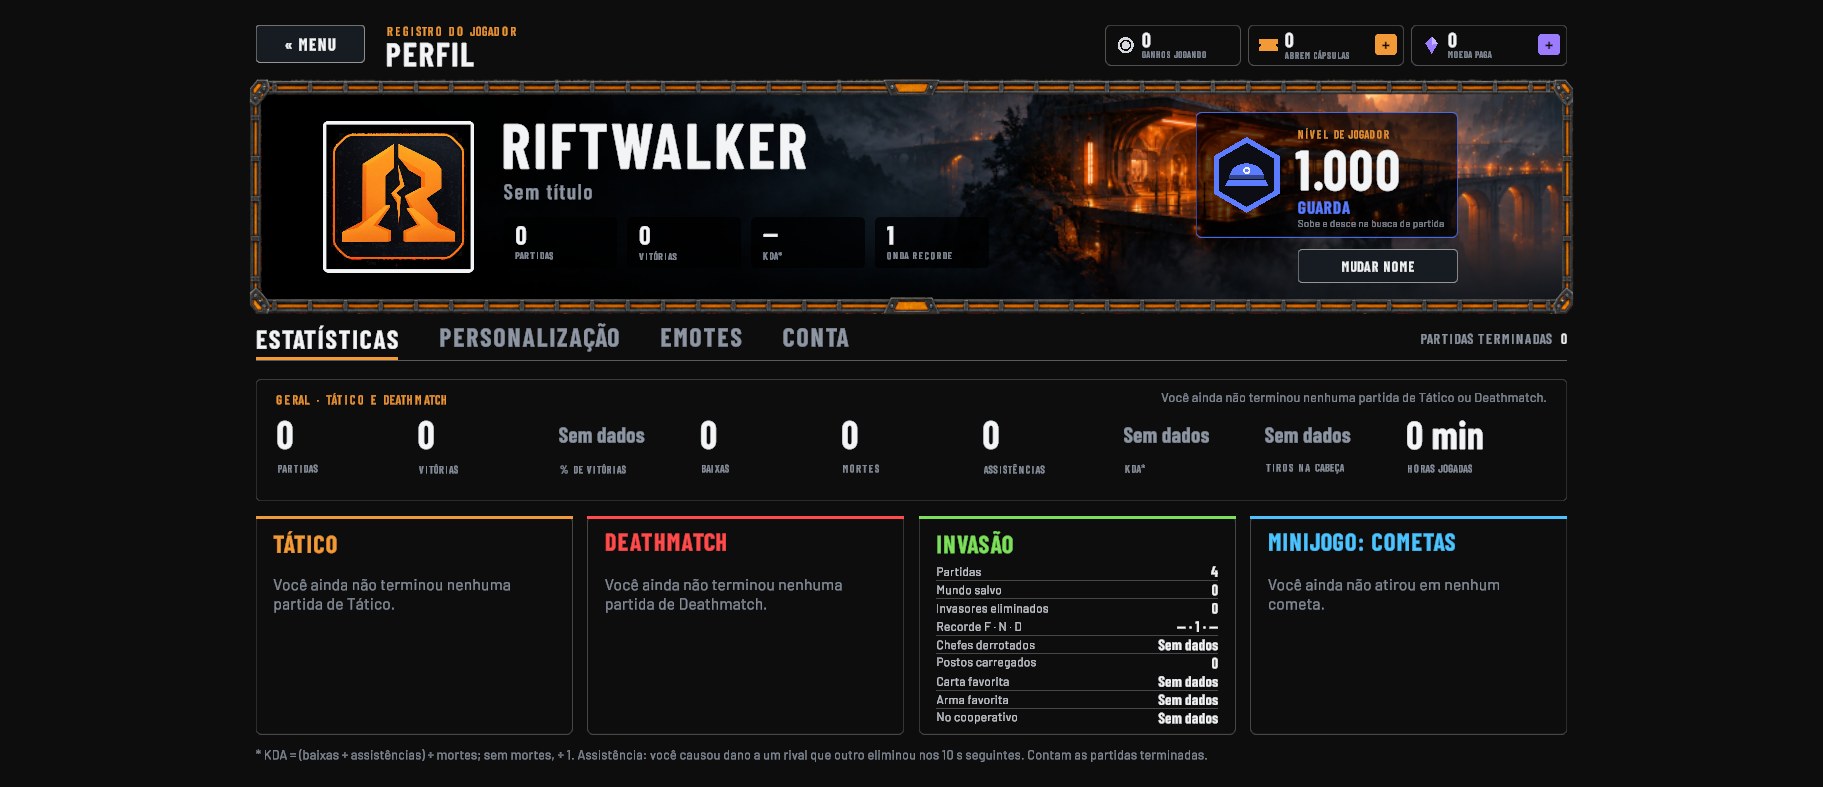 « MENU
REGISTRO DO JOGADOR
PERFIL
0
GANHOS JOGANDO
0
ABREM CÁPSULAS
+
0
MOEDA PAGA
+
RIFTWALKER
Sem título
0
PARTIDAS
0
VITÓRIAS
—
KDA*
1
ONDA RECORDE
NÍVEL DE JOGADOR
1.000
GUARDA
Sobe e desce na busca de partida
MUDAR NOME
ESTATÍSTICAS
PERSONALIZAÇÃO
EMOTES
CONTA
PARTIDAS TERMINADAS 0
GERAL · TÁTICO E DEATHMATCH
Você ainda não terminou nenhuma partida de Tático ou Deathmatch.
0
PARTIDAS
0
VITÓRIAS
Sem dados
% DE VITÓRIAS
0
BAIXAS
0
MORTES
0
ASSISTÊNCIAS
Sem dados
KDA*
Sem dados
TIROS NA CABEÇA
0 min
HORAS JOGADAS
TÁTICO
Você ainda não terminou nenhuma
partida de Tático.
DEATHMATCH
Você ainda não terminou nenhuma
partida de Deathmatch.
INVASÃO
Partidas 4
Mundo salvo 0
Invasores eliminados 0
Recorde F · N · D — · 1 · —
Chefes derrotados Sem dados
Postos carregados 0
Carta favorita Sem dados
Arma favorita Sem dados
No cooperativo Sem dados
MINIJOGO: COMETAS
Você ainda não atirou em nenhum
cometa.
* KDA = (baixas + assistências) ÷ mortes; sem mortes, ÷ 1. Assistência: você causou dano a um rival que outro eliminou nos 10 s seguintes. Contam as partidas terminadas.